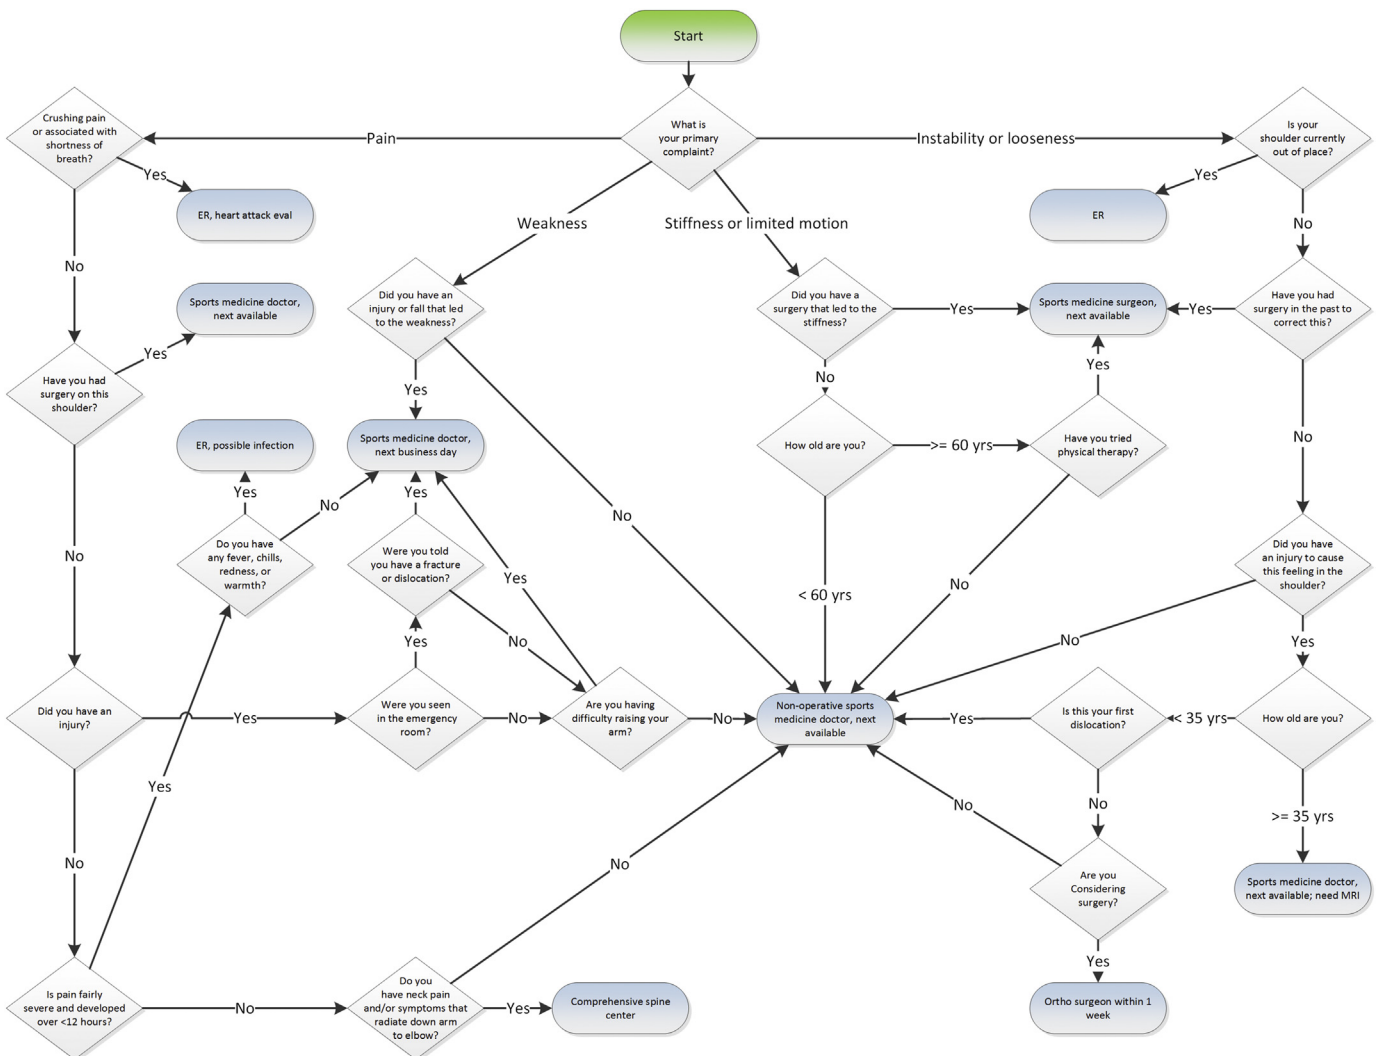 Start
What is
your primary
complaint?
Pain
Instability or looseness
Weakness
Stiffness or limited motion
Crushing pain
or associated with
shortness of
breath?
Yes
ER, heart attack eval
No
Sports medicine doctor,
next available
Yes
Have you had
surgery on this
shoulder?
No
Did you have an
injury?
Yes
No
Is pain fairly
severe and developed
over <12 hours?
Yes
No
Do you have
any fever, chills,
redness, or
warmth?
Yes
ER, possible infection
No
Do you
have neck pain
and/or symptoms that
radiate down arm
to elbow?
Yes
Comprehensive spine
center
No
Did you have an
injury or fall that led
to the weakness?
Yes
No
Sports medicine doctor,
next business day
Yes
Were you told
you have a fracture
or dislocation?
No
Yes
Were you seen
in the emergency
room?
No
Yes
Are you having
difficulty raising your
arm?
No
Non-operative sports
medicine doctor, next
available
Did you have a
surgery that led to the
stiffness?
Yes
No
How old are you?
>= 60 yrs
< 60 yrs
Have you tried
physical therapy?
Yes
No
Sports medicine surgeon,
next available
Is your
shoulder currently
out of place?
Yes
ER
No
Have you had
surgery in the past to
correct this?
Yes
No
Did you have
an injury to cause
this feeling in the
shoulder?
No
Yes
How old are you?
< 35 yrs
>= 35 yrs
Sports medicine doctor,
next available; need MRI
Is this your first
dislocation?
Yes
No
Are you
Considering
surgery?
No
Yes
Ortho surgeon within 1
week